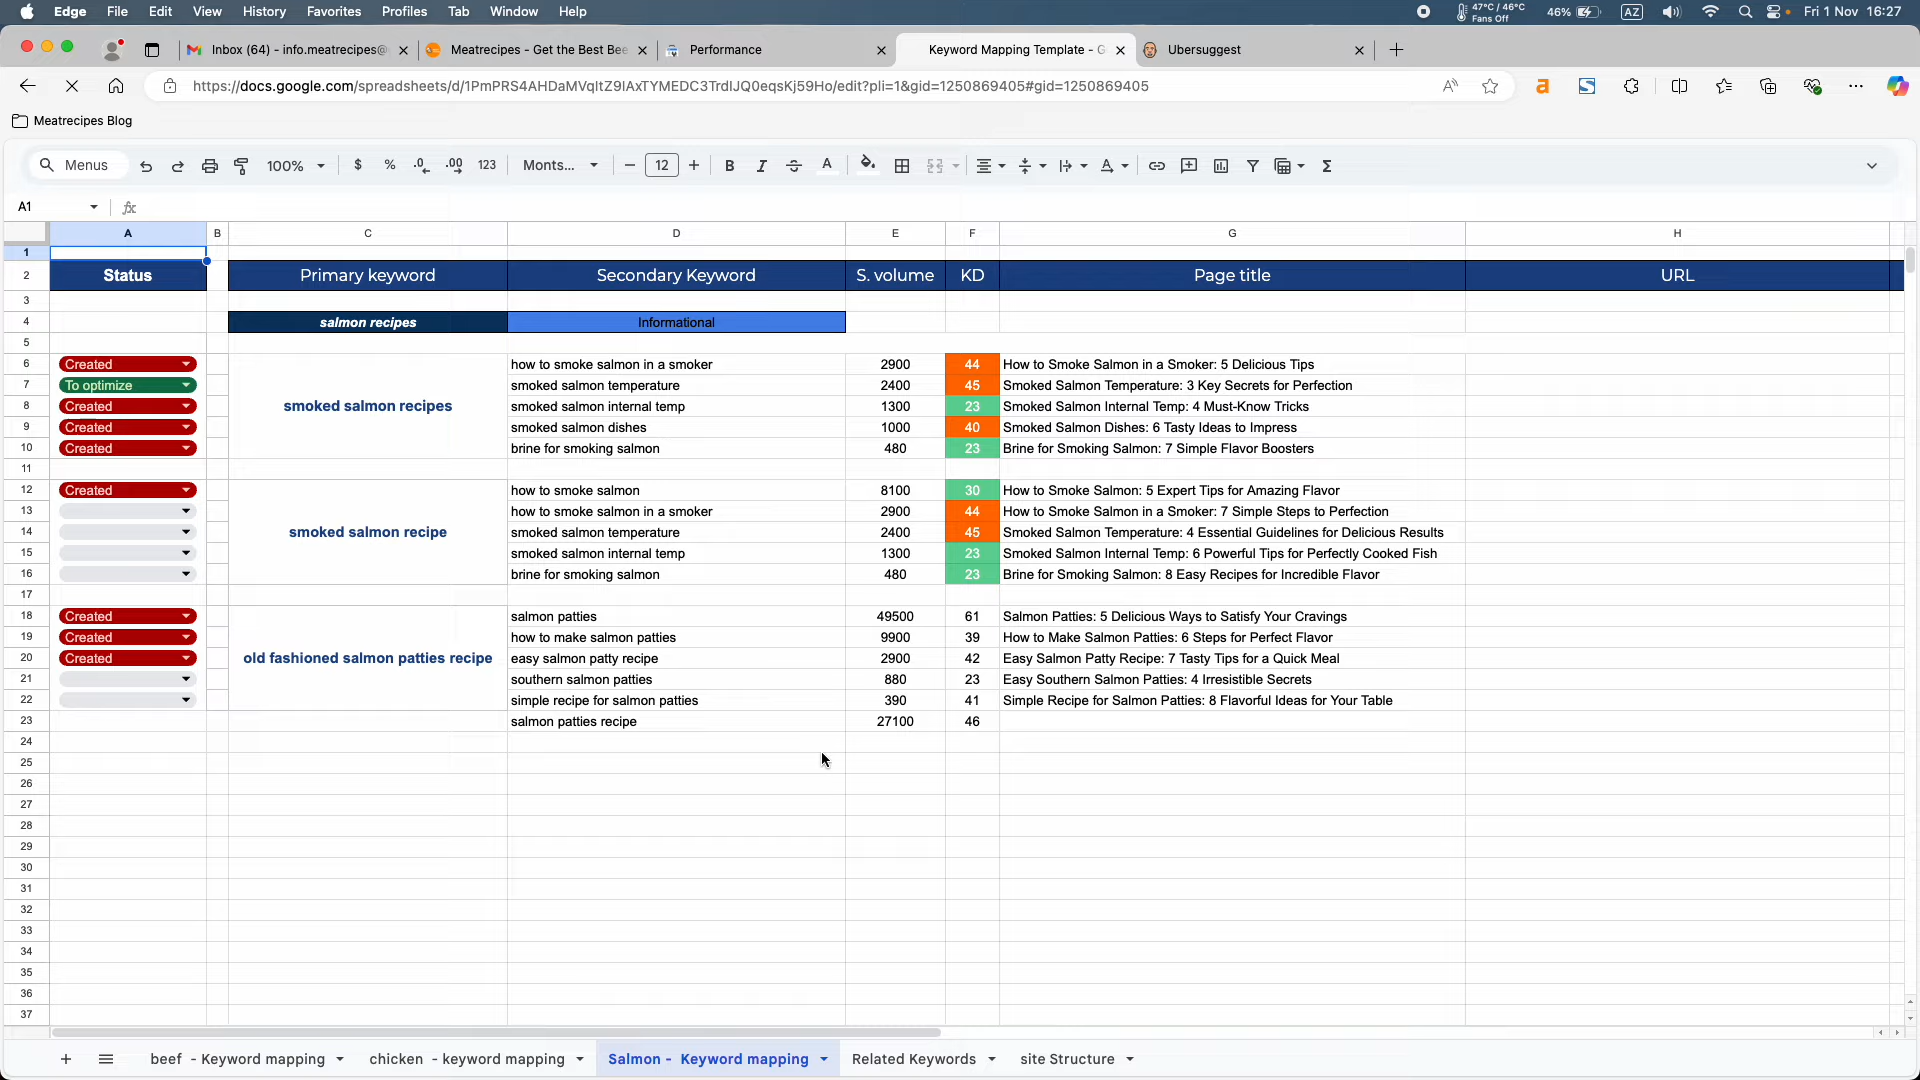 Edge File Edit View History Favorites Profiles Tab Window Help
47°C / 46°C
Fans Off
46% AZ Fri 1 Nov 16:27
Inbox (64) - info.meatrecipes@ Meatrecipes - Get the Best Bee Performance Keyword Mapping Template - G Ubersuggest
https://docs.google.com/spreadsheets/d/1PmPRS4AHDaMVqltZ9lAxTYMEDC3TrdlJQ0eqsKj59Ho/edit?pli=1&gid=1250869405#gid=1250869405
Meatrecipes Blog
Menus 100% $ % .0 .00 123 Monts... 12 B I S A
A1 fx
A B C D E F G H
1
2 Status Primary keyword Secondary Keyword S. volume KD Page title URL
3
4 salmon recipes Informational
5
6 Created how to smoke salmon in a smoker 2900 44 How to Smoke Salmon in a Smoker: 5 Delicious Tips
7 To optimize smoked salmon temperature 2400 45 Smoked Salmon Temperature: 3 Key Secrets for Perfection
8 Created smoked salmon recipes smoked salmon internal temp 1300 23 Smoked Salmon Internal Temp: 4 Must-Know Tricks
9 Created smoked salmon dishes 1000 40 Smoked Salmon Dishes: 6 Tasty Ideas to Impress
10 Created brine for smoking salmon 480 23 Brine for Smoking Salmon: 7 Simple Flavor Boosters
11
12 Created how to smoke salmon 8100 30 How to Smoke Salmon: 5 Expert Tips for Amazing Flavor
13 how to smoke salmon in a smoker 2900 44 How to Smoke Salmon in a Smoker: 7 Simple Steps to Perfection
14 smoked salmon recipe smoked salmon temperature 2400 45 Smoked Salmon Temperature: 4 Essential Guidelines for Delicious Results
15 smoked salmon internal temp 1300 23 Smoked Salmon Internal Temp: 6 Powerful Tips for Perfectly Cooked Fish
16 brine for smoking salmon 480 23 Brine for Smoking Salmon: 8 Easy Recipes for Incredible Flavor
17
18 Created salmon patties 49500 61 Salmon Patties: 5 Delicious Ways to Satisfy Your Cravings
19 Created how to make salmon patties 9900 39 How to Make Salmon Patties: 6 Steps for Perfect Flavor
20 Created old fashioned salmon patties recipe easy salmon patty recipe 2900 42 Easy Salmon Patty Recipe: 7 Tasty Tips for a Quick Meal
21 southern salmon patties 880 23 Easy Southern Salmon Patties: 4 Irresistible Secrets
22 simple recipe for salmon patties 390 41 Simple Recipe for Salmon Patties: 8 Flavorful Ideas for Your Table
23 salmon patties recipe 27100 46
24
25
26
27
28
29
30
31
32
33
34
35
36
37
beef - Keyword mapping chicken - keyword mapping Salmon - Keyword mapping Related Keywords site Structure